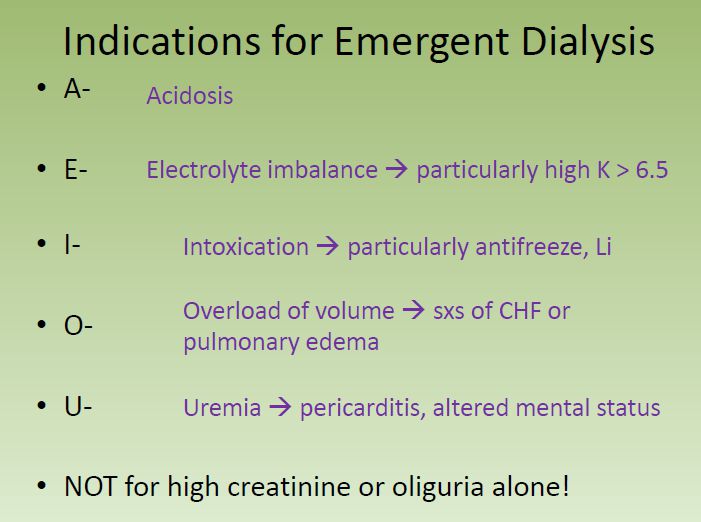 Indications for Emergent Dialysis
• A- Acidosis
• E- Electrolyte imbalance → particularly high K > 6.5
• I- Intoxication → particularly antifreeze, Li
• O- Overload of volume → sxs of CHF or
pulmonary edema
• U- Uremia → pericarditis, altered mental status
• NOT for high creatinine or oliguria alone!